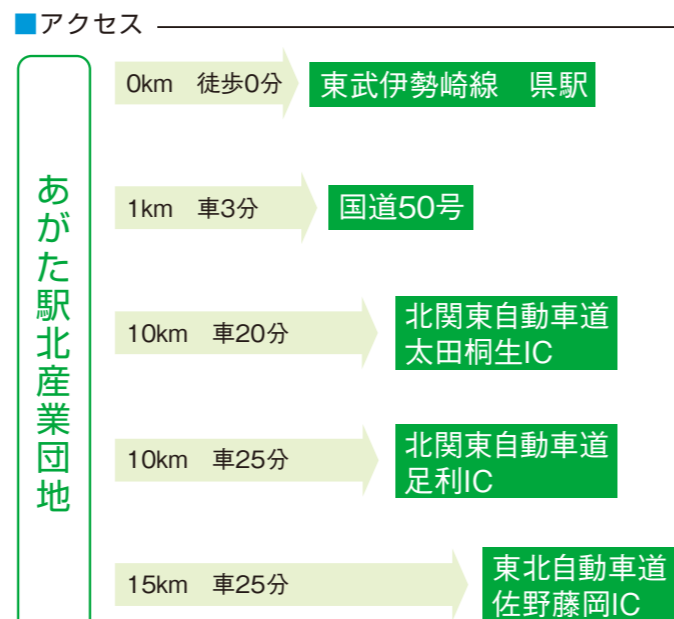 ■アクセス
あがた駅北産業団地
0km　徒歩0分
東武伊勢崎線　県駅
1km　車3分
国道50号
10km　車20分
北関東自動車道
太田桐生IC
10km　車25分
北関東自動車道
足利IC
15km　車25分
東北自動車道
佐野藤岡IC